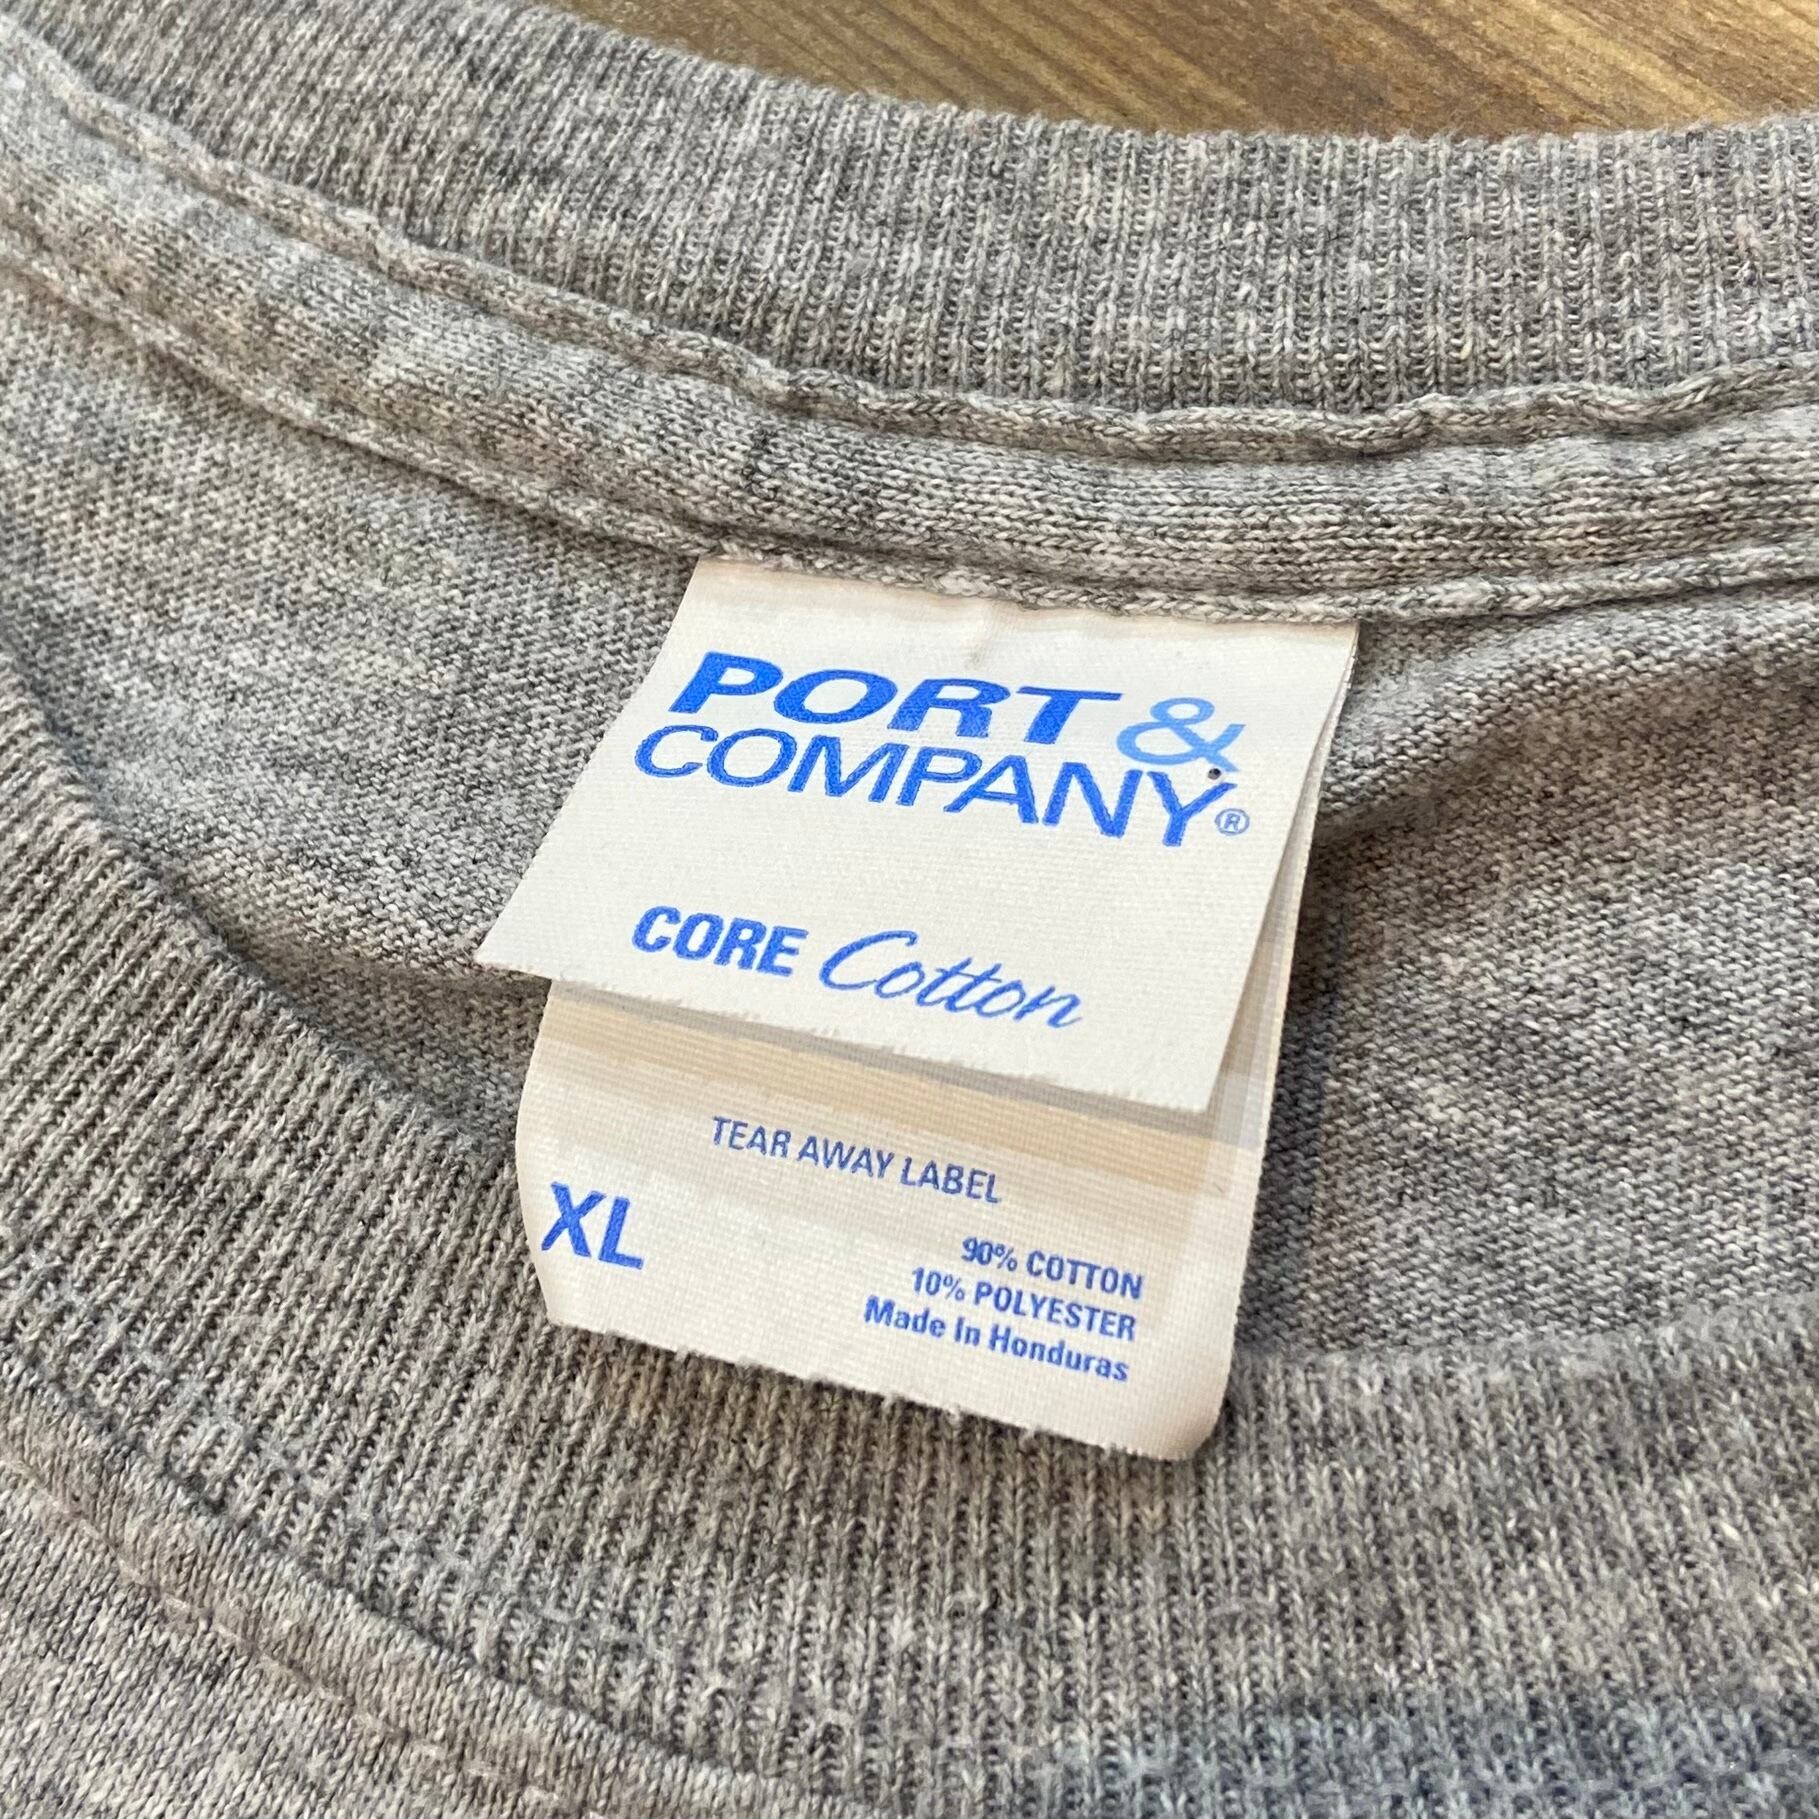 PORT &
COMPANY®
CORE Cotton
TEAR AWAY LABEL
XL
90% COTTON
10% POLYESTER
Made In Honduras